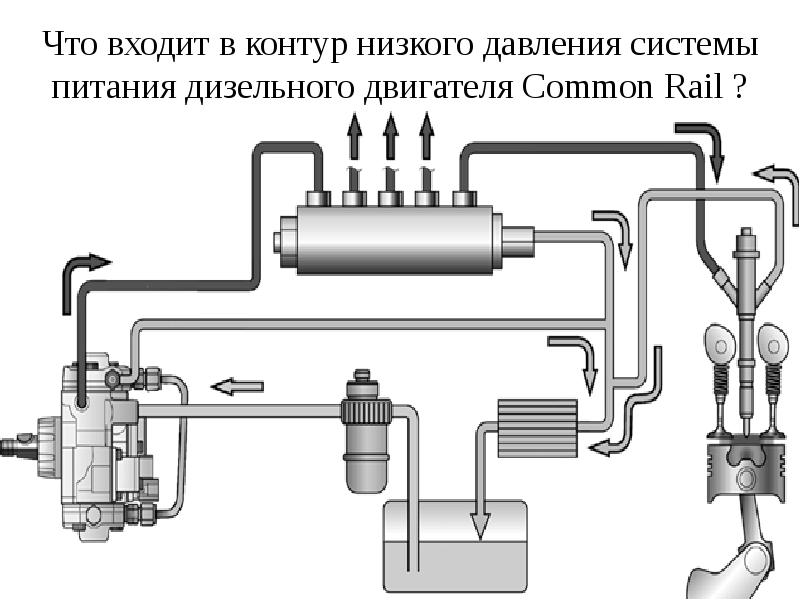 Что входит в контур низкого давления системы
питания дизельного двигателя Common Rail ?